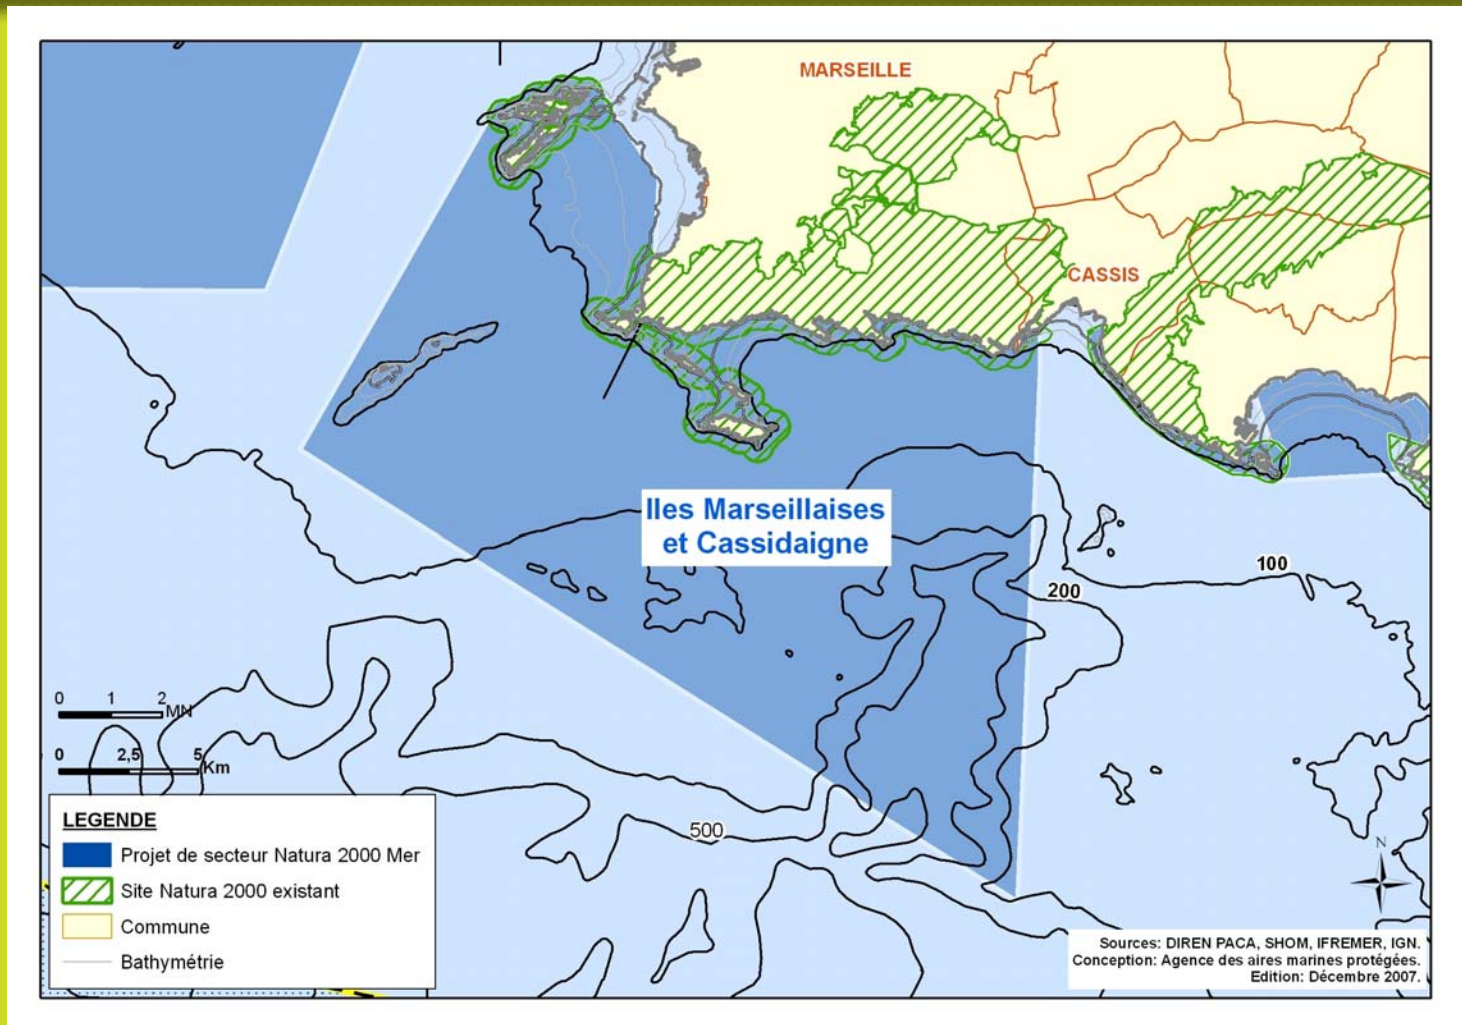 MARSEILLE
CASSIS
Iles Marseillaises
et Cassidaigne
100
200
500
0 1 2
MN
0 2,5 5
Km
LEGENDE
Projet de secteur Natura 2000 Mer
Site Natura 2000 existant
Commune
Bathymétrie
N
Sources: DIREN PACA, SHOM, IFREMER, IGN.
Conception: Agence des aires marines protégées.
Edition: Décembre 2007.